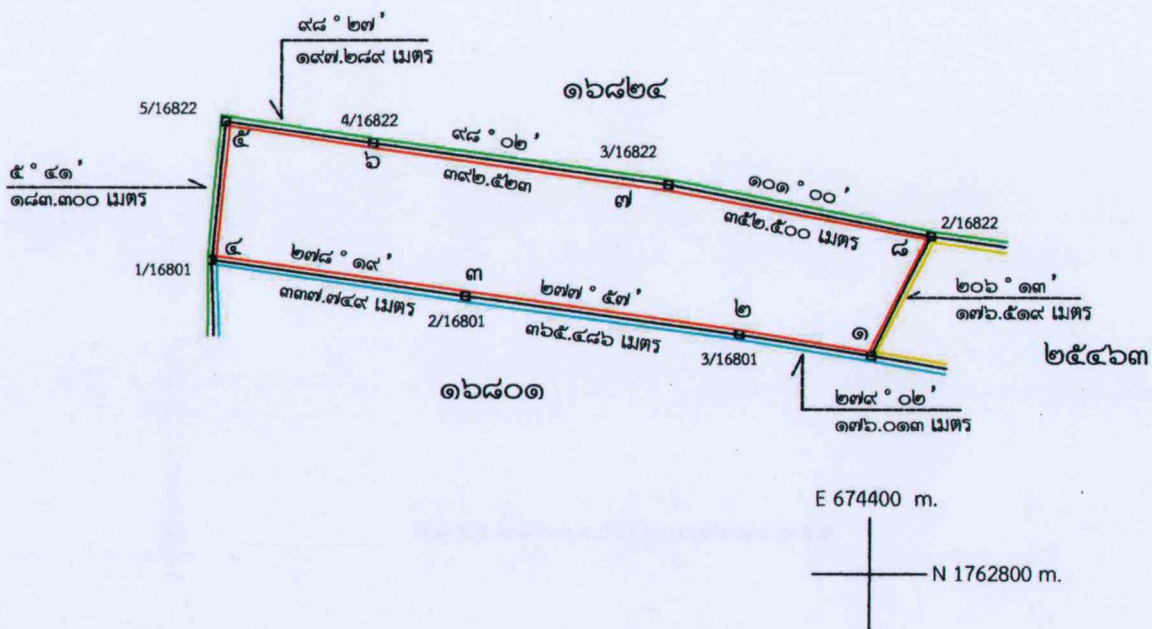 ๙๘ ° ๒๗ '
๑๙๗.๒๘๙ เมตร
๑๖๘๒๔
5/16822
4/16822
๙๘ ° ๐๒ '
3/16822
๕
๖
๓๙๒.๕๒๓
๗
๑๐๑ ° ๐๐ '
๓๕๒.๕๐๐ เมตร
2/16822
๘
๕ ° ๔๑'
๑๘๓.๓๐๐ เมตร
๔
1/16801
๒๗๘ ° ๑๙'
๓๓๗.๗๔๙ เมตร
๓
2/16801
๒๗๗ ° ๕๗'
๓๖๕.๔๘๖ เมตร
๒
3/16801
๑
๒๐๖ ° ๑๓'
๑๗๖.๕๑๙ เมตร
๒๕๔๖๓
๑๖๘๐๑
๒๗๙ ° ๐๒'
๑๗๖.๐๑๓ เมตร
E 674400 m.
N 1762800 m.